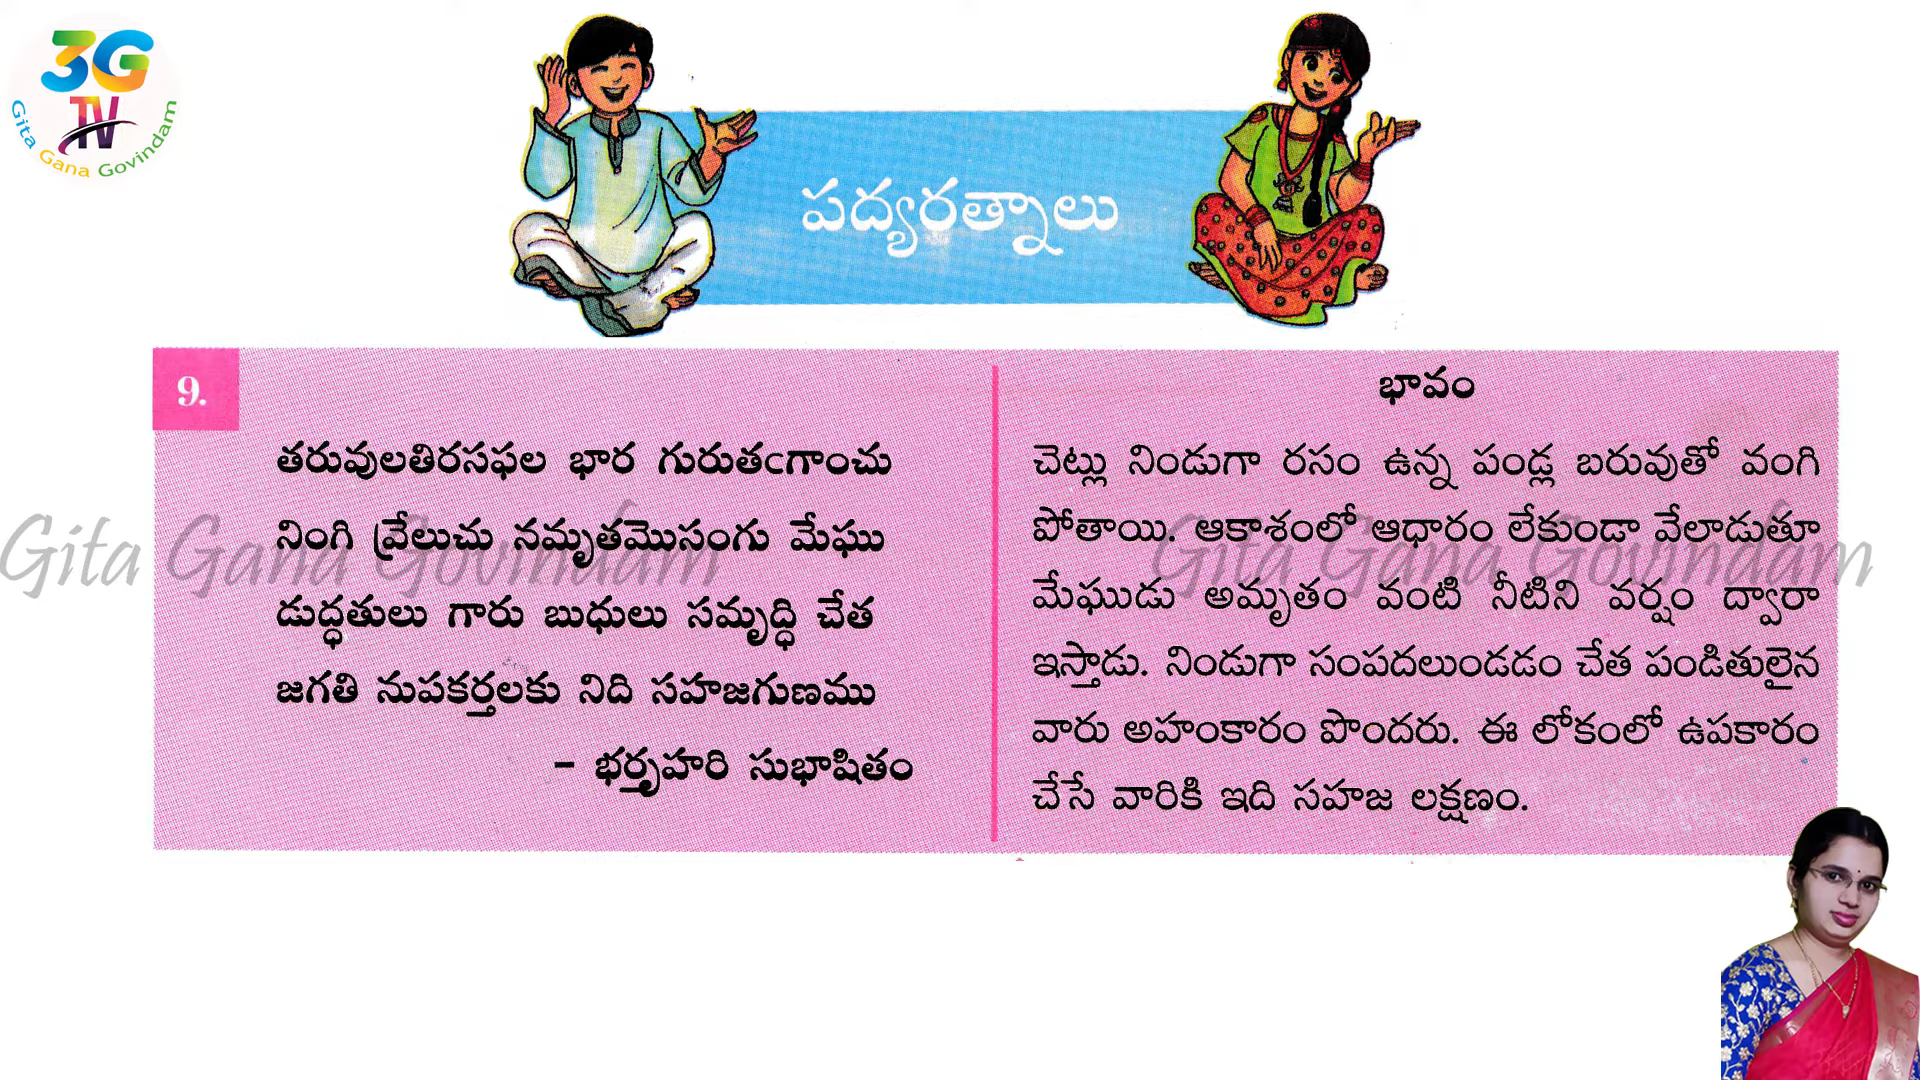 3G
TV
Gita Gana Govindam
పద్యరత్నాలు
9.
తరువులతిరసఫల భార గురుతఁగాంచు
నింగి వ్రేలుచు నమృతమొసంగు మేఘు
డుద్ధతులు గారు బుధులు సమృద్ధి చేత
జగతి నుపకర్తలకు నిది సహజగుణము
– భర్తృహరి సుభాషితం
భావం
చెట్లు నిండుగా రసం ఉన్న పండ్ల బరువుతో వంగి
పోతాయి. ఆకాశంలో ఆధారం లేకుండా వేలాడుతూ
మేఘుడు అమృతం వంటి నీటిని వర్షం ద్వారా
ఇస్తాడు. నిండుగా సంపదలుండడం చేత పండితులైన
వారు అహంకారం పొందరు. ఈ లోకంలో ఉపకారం
చేసే వారికి ఇది సహజ లక్షణం.
Gita Gana Govindam
Gita Gana Govindam